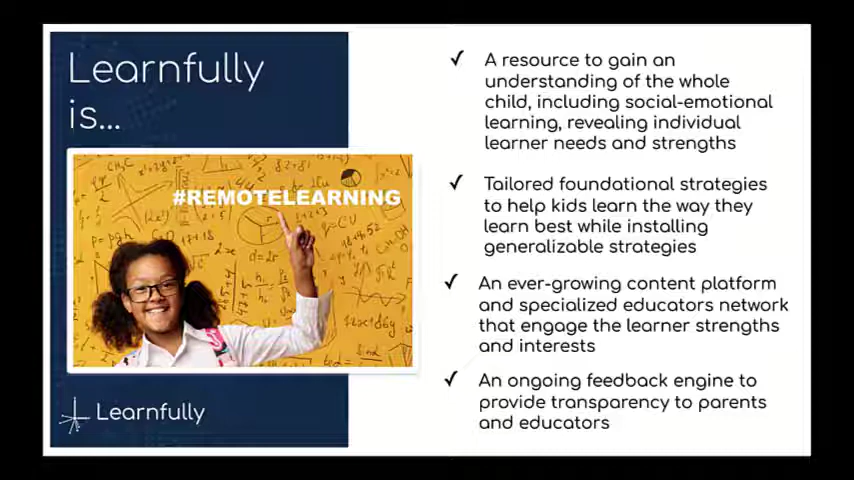 Learnfully
is...
#REMOTELEARNING
Learnfully
✓ A resource to gain an
understanding of the whole
child, including social-emotional
learning, revealing individual
learner needs and strengths
✓ Tailored foundational strategies
to help kids learn the way they
learn best while installing
generalizable strategies
✓ An ever-growing content platform
and specialized educators network
that engage the learner strengths
and interests
✓ An ongoing feedback engine to
provide transparency to parents
and educators